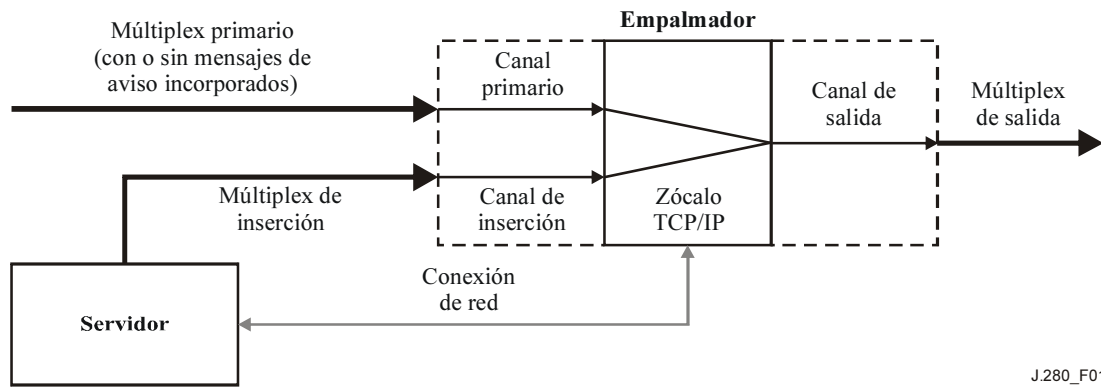 Empalmador
Múltiplex primario
(con o sin mensajes de
aviso incorporados)
Canal
primario
Canal de
salida
Múltiplex
de salida
Múltiplex de
inserción
Canal de
inserción
Zócalo
TCP/IP
Conexión
de red
Servidor
J.280_F01